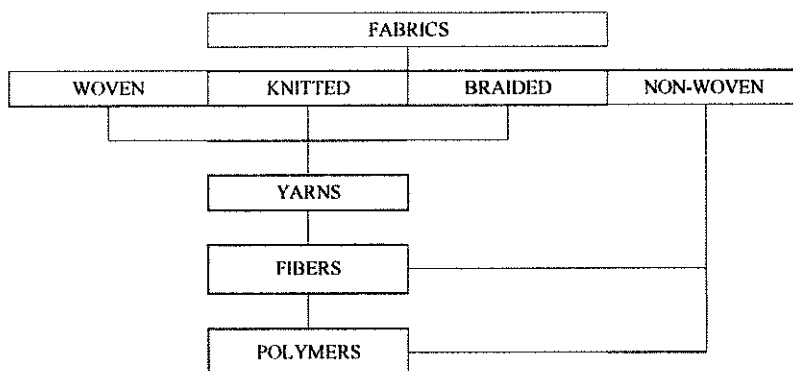 FABRICS
WOVEN KNITTED BRAIDED NON-WOVEN
YARNS
FIBERS
POLYMERS